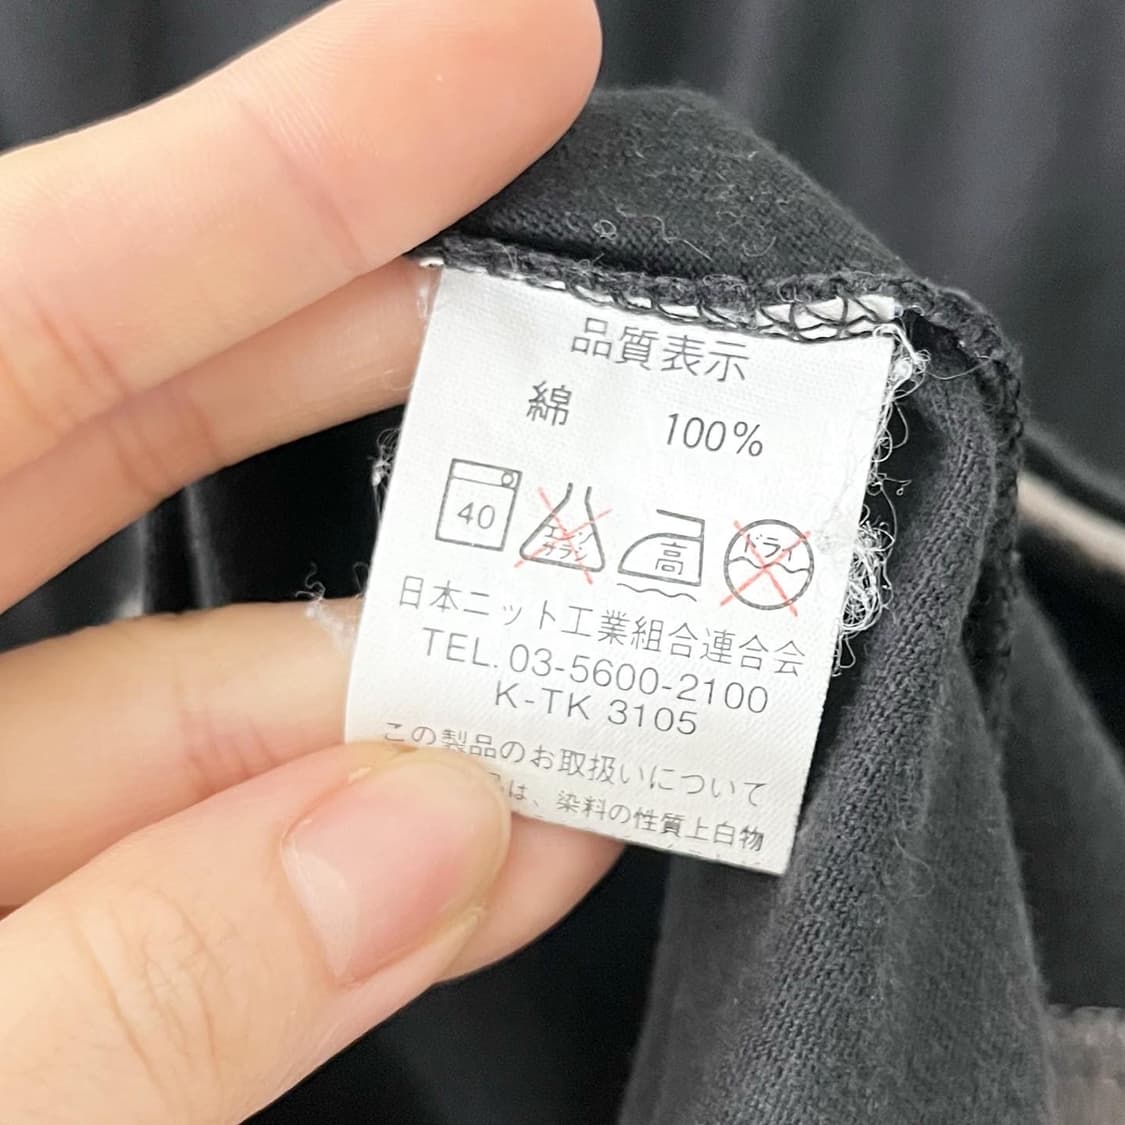 品質表示
綿 100%
40 エンソ サラシ 高 ドライ
日本ニット工業組合連合会
TEL. 03-5600-2100
K-TK 3105
この製品のお取扱いについて
は、染料の性質上白物